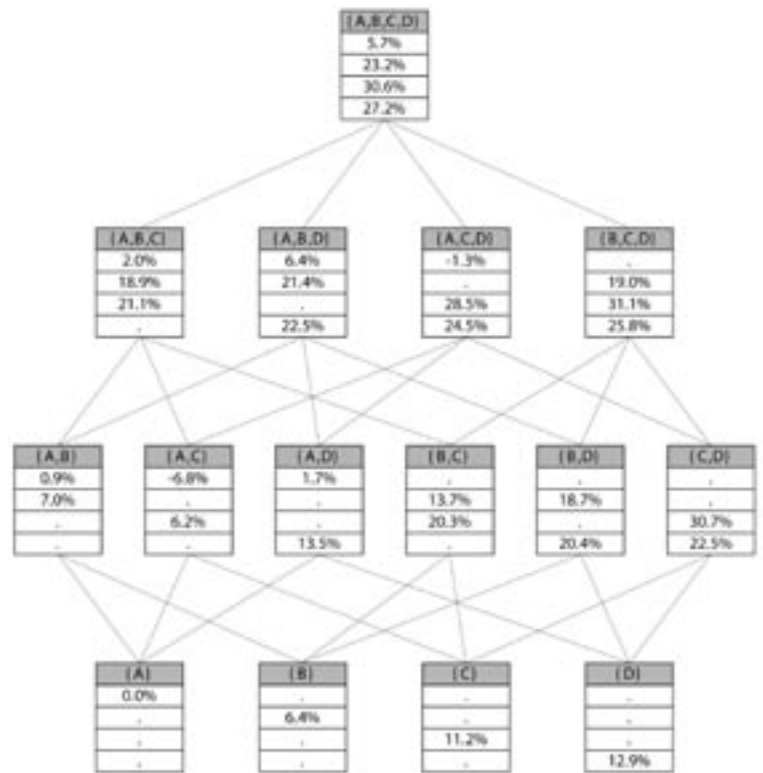 {A,B,C,D}
5.7%
23.2%
30.6%
27.2%
{A,B,C} {A,B,D} {A,C,D} {B,C,D}
2.0% 6.4% -1.3% .
18.9% 21.4% . 19.0%
21.1% . 28.5% 31.1%
. 22.5% 24.5% 25.8%
{A,B} {A,C} {A,D} {B,C} {B,D} {C,D}
0.9% -6.8% 1.7% . . .
7.0% . . 13.7% 18.7% .
. 6.2% . 20.3% . 30.7%
. . 13.5% . 20.4% 22.5%
{A} {B} {C} {D}
0.0% . . .
. 6.4% . .
. . 11.2% .
. . . 12.9%